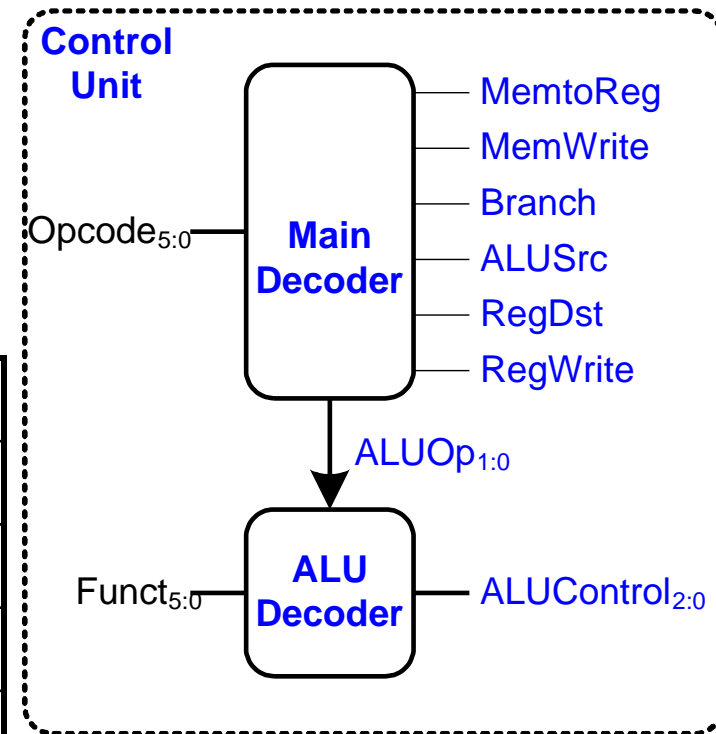 Control
Unit
MemtoReg
MemWrite
Branch
Opcode5:0
Main
Decoder
ALUSrc
RegDst
RegWrite
ALUOp1:0
Funct5:0
ALU
Decoder
ALUControl2:0